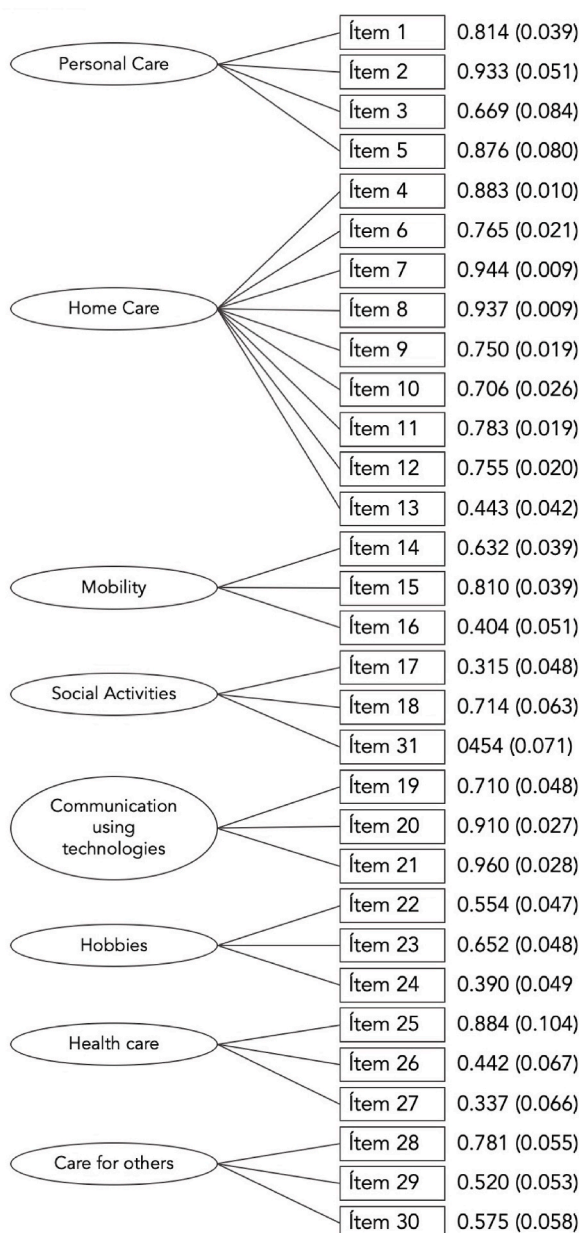 Ítem 1 0.814 (0.039)
Personal Care
Ítem 2 0.933 (0.051)
Ítem 3 0.669 (0.084)
Ítem 5 0.876 (0.080)
Ítem 4 0.883 (0.010)
Ítem 6 0.765 (0.021)
Ítem 7 0.944 (0.009)
Home Care
Ítem 8 0.937 (0.009)
Ítem 9 0.750 (0.019)
Ítem 10 0.706 (0.026)
Ítem 11 0.783 (0.019)
Ítem 12 0.755 (0.020)
Ítem 13 0.443 (0.042)
Ítem 14 0.632 (0.039)
Mobility
Ítem 15 0.810 (0.039)
Ítem 16 0.404 (0.051)
Ítem 17 0.315 (0.048)
Social Activities
Ítem 18 0.714 (0.063)
Ítem 31 0454 (0.071)
Ítem 19 0.710 (0.048)
Communication
using
technologies
Ítem 20 0.910 (0.027)
Ítem 21 0.960 (0.028)
Ítem 22 0.554 (0.047)
Hobbies
Ítem 23 0.652 (0.048)
Ítem 24 0.390 (0.049
Ítem 25 0.884 (0.104)
Health care
Ítem 26 0.442 (0.067)
Ítem 27 0.337 (0.066)
Ítem 28 0.781 (0.055)
Care for others
Ítem 29 0.520 (0.053)
Ítem 30 0.575 (0.058)